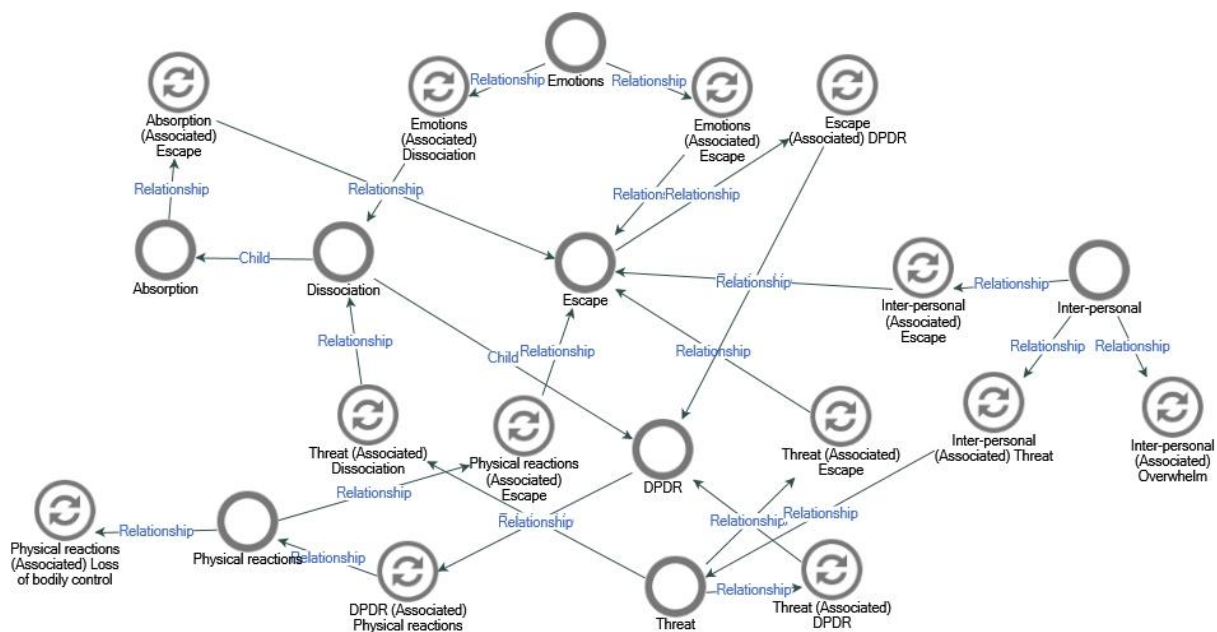 Relationship
Relationship
Emotions
Absorption
(Associated)
Escape
Emotions
(Associated)
Dissociation
Emotions
(Associated)
Escape
Escape
(Associated) DPDR
Relationship
Relationship
Relationship
Absorption
Child
Dissociation
Escape
Relationship
Relationship
Inter-personal
(Associated)
Escape
Inter-personal
Relationship
Child
Relationship
Relationship
Relationship
Relationship
Threat (Associated)
Dissociation
Physical reactions
(Associated)
Escape
DPDR
Threat (Associated)
Escape
Inter-personal
(Associated) Threat
Inter-personal
(Associated)
Overwhelm
Relationship
Relationship
Relationship
Relationship
Relationship
Physical reactions
(Associated) Loss
of bodily control
Physical reactions
Relationship
DPDR (Associated)
Physical reactions
Threat
Relationship
Threat (Associated)
DPDR